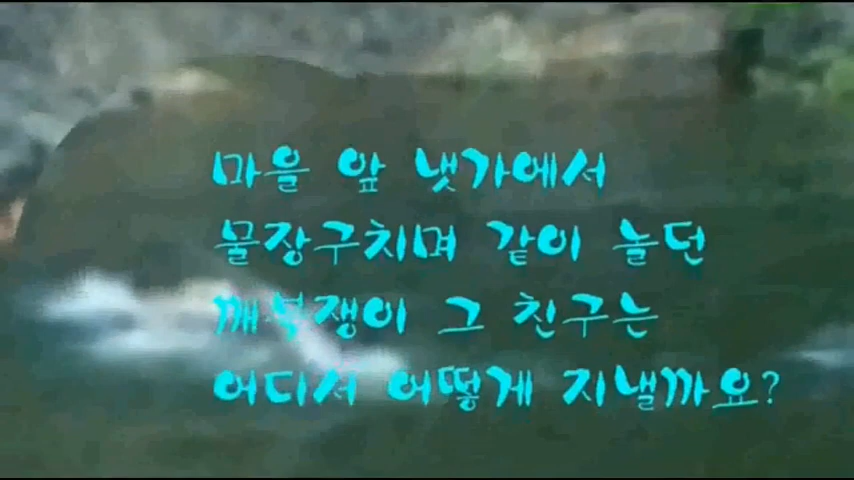 마을 앞 냇가에서
물장구치며 같이 놀던
깨복쟁이 그 친구는
어디서 어떻게 지낼까요?